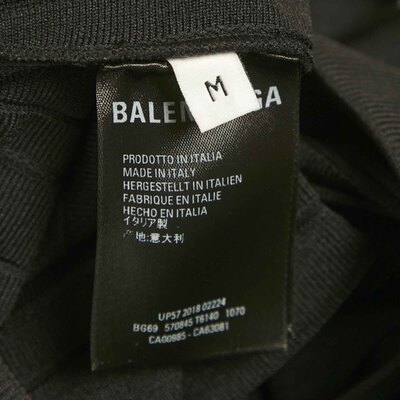 M
BALEN GA
PRODOTTO IN ITALIA
MADE IN ITALY
HERGESTELLT IN ITALIEN
FABRIQUE EN ITALIE
HECHO EN ITALIA
イタリア製
地:意大利
UP57 2018 02224
BG69 570845 T6140 1070
CA00985 - CA63081